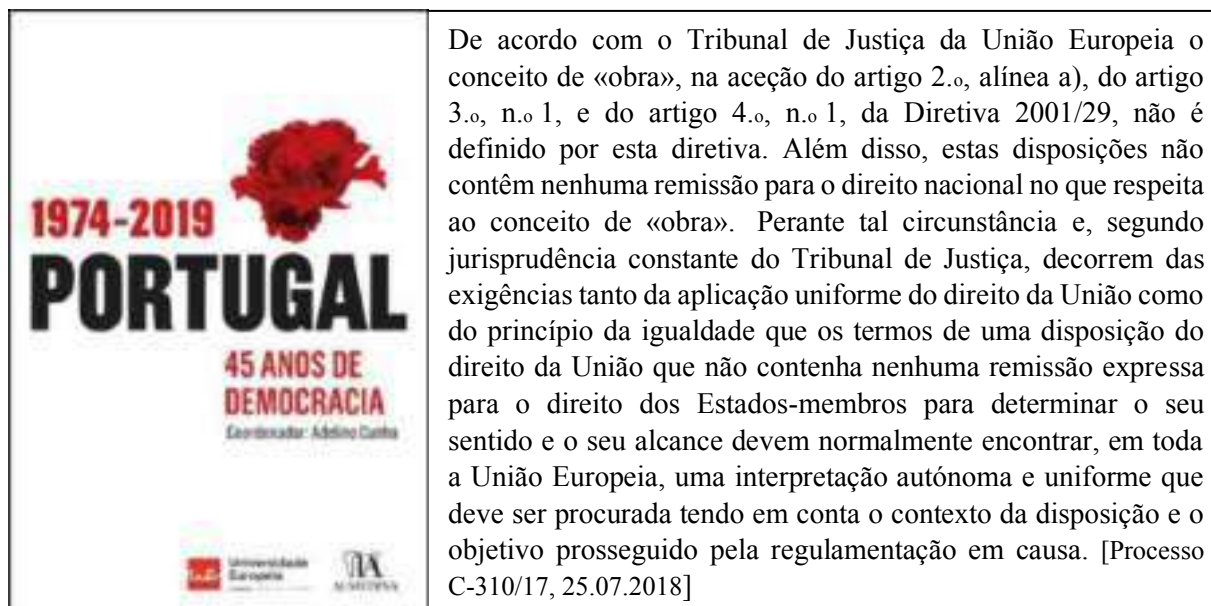 1974-2019
PORTUGAL
45 ANOS DE
DEMOCRACIA
Coordenador: Adelino Cunha
Universidade
Europeia
ALMEDINA
De acordo com o Tribunal de Justiça da União Europeia o
conceito de «obra», na aceção do artigo 2.o, alínea a), do artigo
3.o, n.o 1, e do artigo 4.o, n.o 1, da Diretiva 2001/29, não é
definido por esta diretiva. Além disso, estas disposições não
contêm nenhuma remissão para o direito nacional no que respeita
ao conceito de «obra». Perante tal circunstância e, segundo
jurisprudência constante do Tribunal de Justiça, decorrem das
exigências tanto da aplicação uniforme do direito da União como
do princípio da igualdade que os termos de uma disposição do
direito da União que não contenha nenhuma remissão expressa
para o direito dos Estados-membros para determinar o seu
sentido e o seu alcance devem normalmente encontrar, em toda
a União Europeia, uma interpretação autónoma e uniforme que
deve ser procurada tendo em conta o contexto da disposição e o
objetivo prosseguido pela regulamentação em causa. [Processo
C-310/17, 25.07.2018]